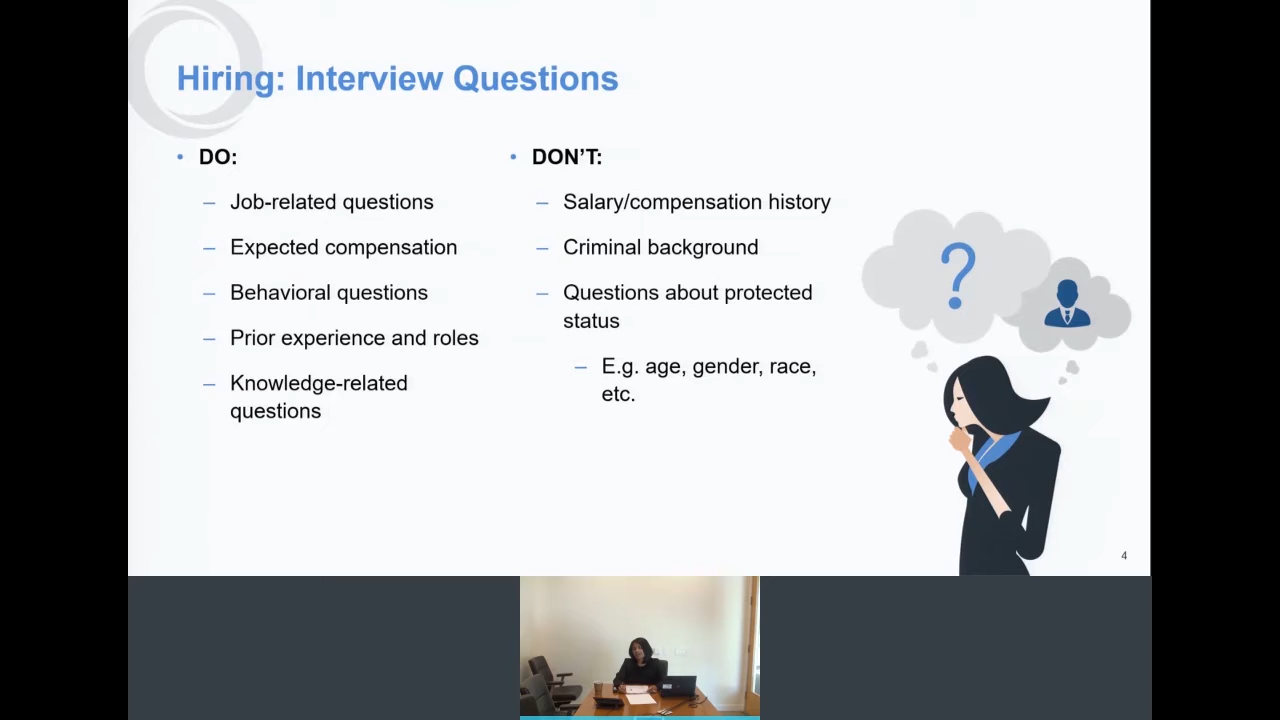 Hiring: Interview Questions
• DO:
– Job-related questions
– Expected compensation
– Behavioral questions
– Prior experience and roles
– Knowledge-related
questions
• DON'T:
– Salary/compensation history
– Criminal background
– Questions about protected
status
– E.g. age, gender, race,
etc.
?
4